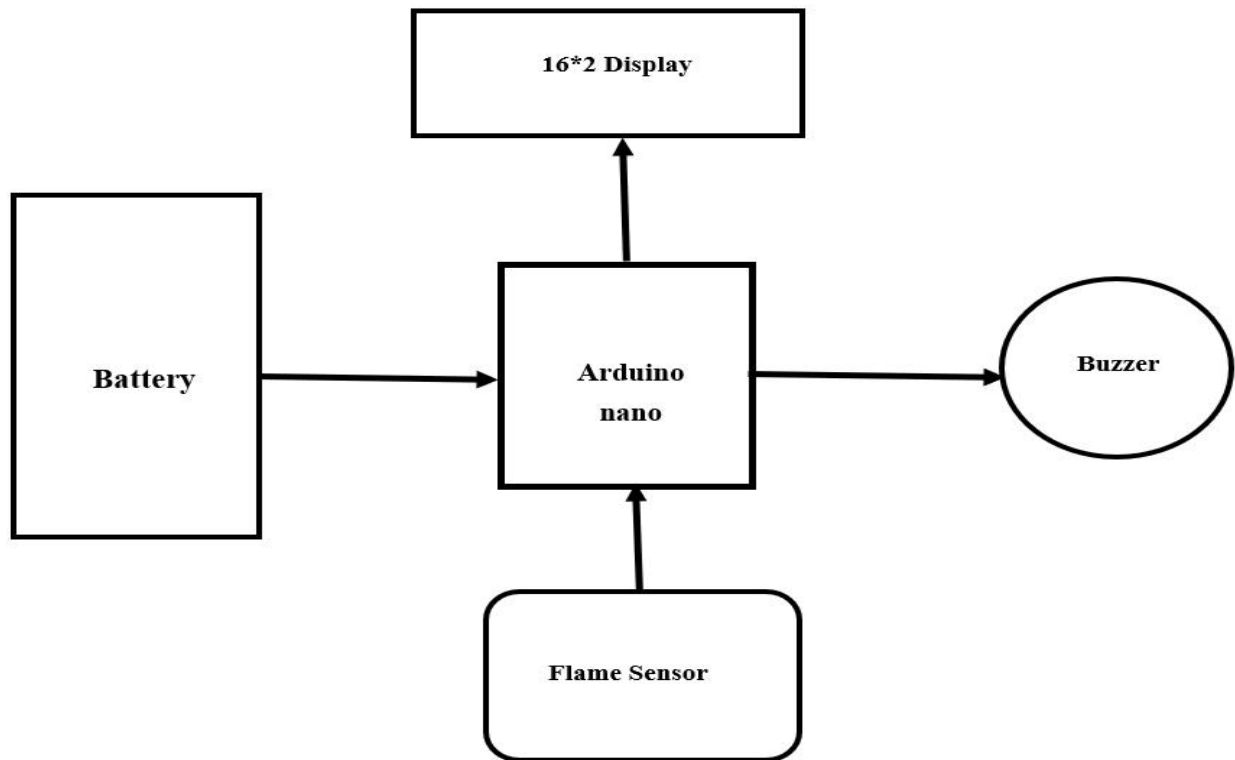 16*2 Display
Battery
Arduino
nano
Buzzer
Flame Sensor